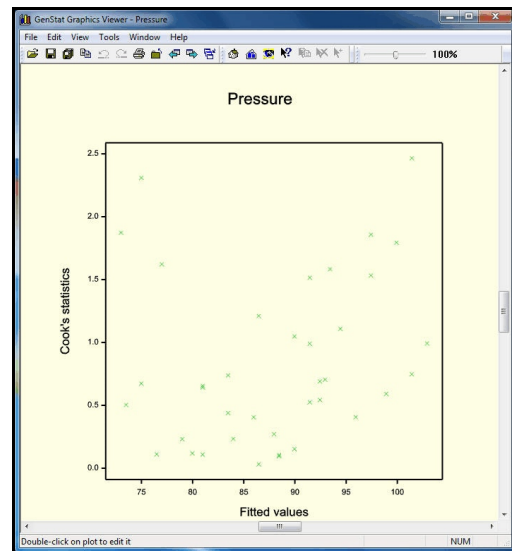 GenStat Graphics Viewer - Pressure
File Edit View Tools Window Help
100%
Pressure
2.5
2.0
1.5
1.0
0.5
0.0
Cook's statistics
75 80 85 90 95 100
Fitted values
Double-click on plot to edit it NUM